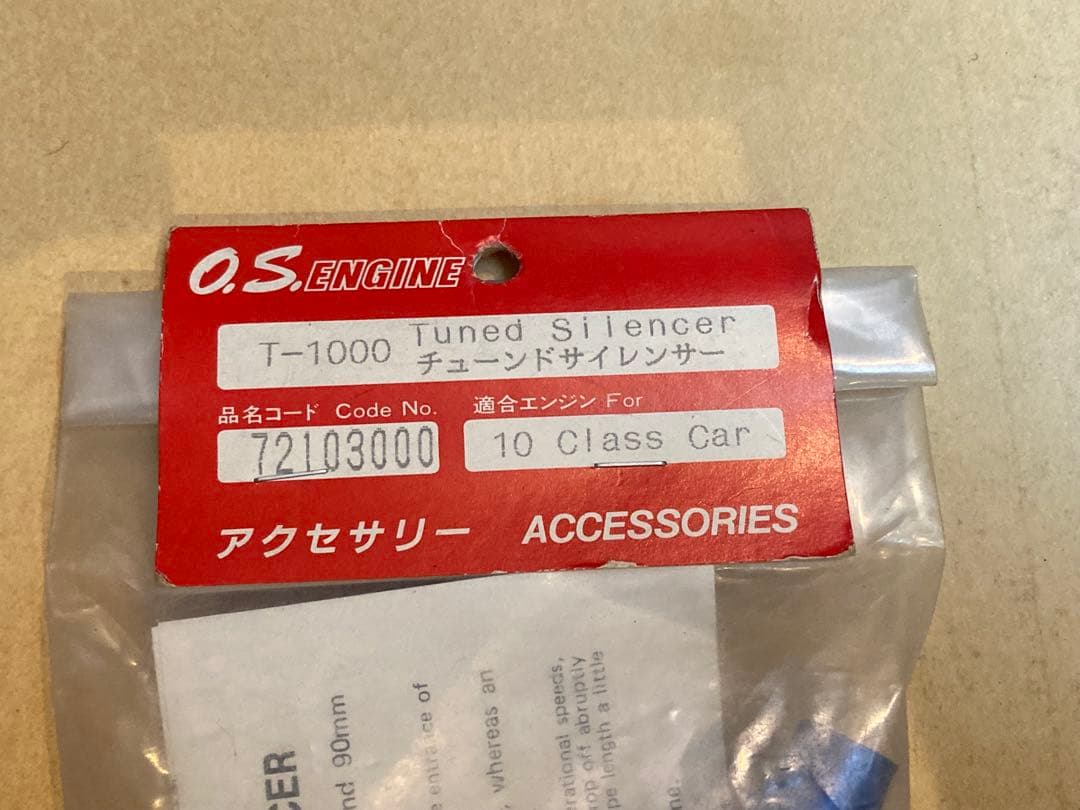 O.S.ENGINE
T-1000 Tuned Silencer
チューンドサイレンサー
品名コード Code No.
適合エンジン For
72103000
10 Class Car
アクセサリー ACCESSORIES
CER
nd 90mm
entrance of
, whereas an
erational speeds,
rop off abruptly
pe length a little
ne.